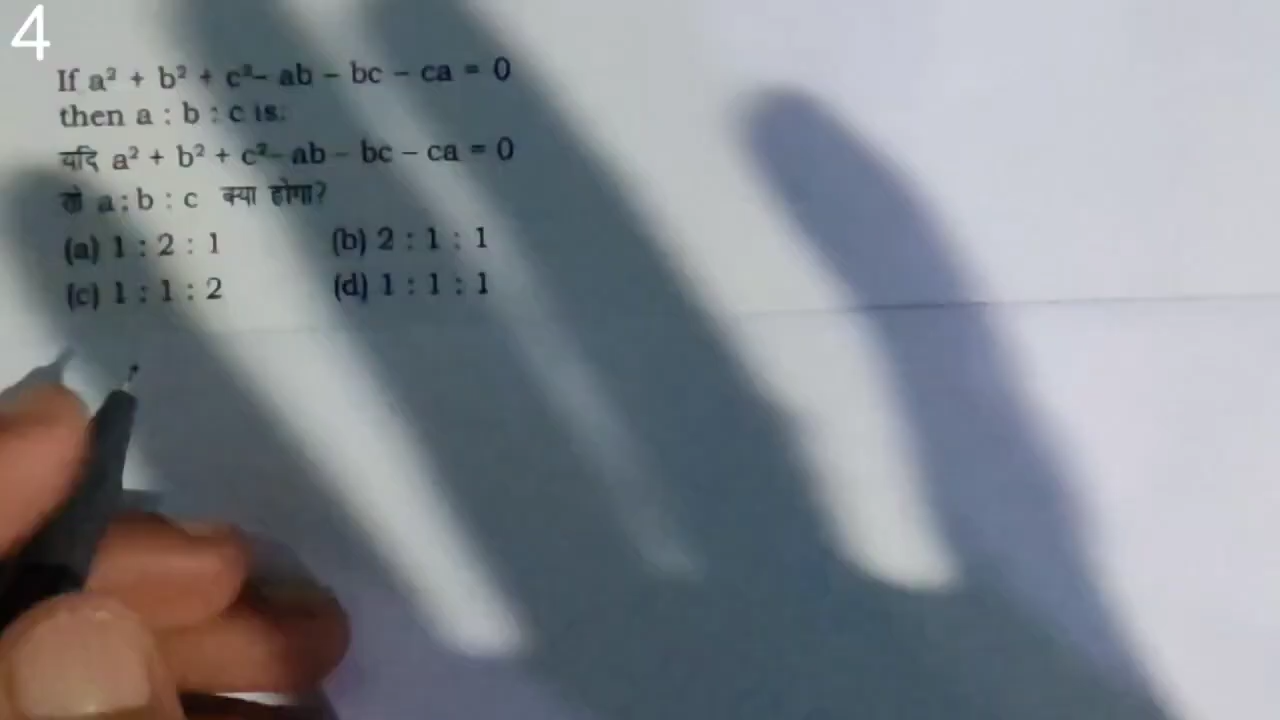 4
If a² + b² + c² – ab – bc – ca = 0
then a : b : c is:
यदि a² + b² + c² – ab – bc – ca = 0
तो a : b : c क्या होगा?
(a) 1 : 2 : 1 (b) 2 : 1 : 1
(c) 1 : 1 : 2 (d) 1 : 1 : 1